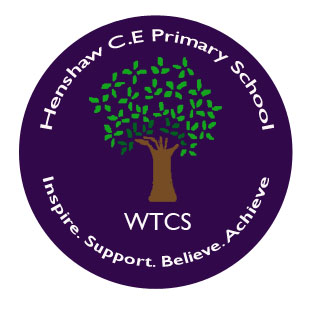 Henshaw C.E Primary School
WTCS
Inspire. Support. Believe. Achieve